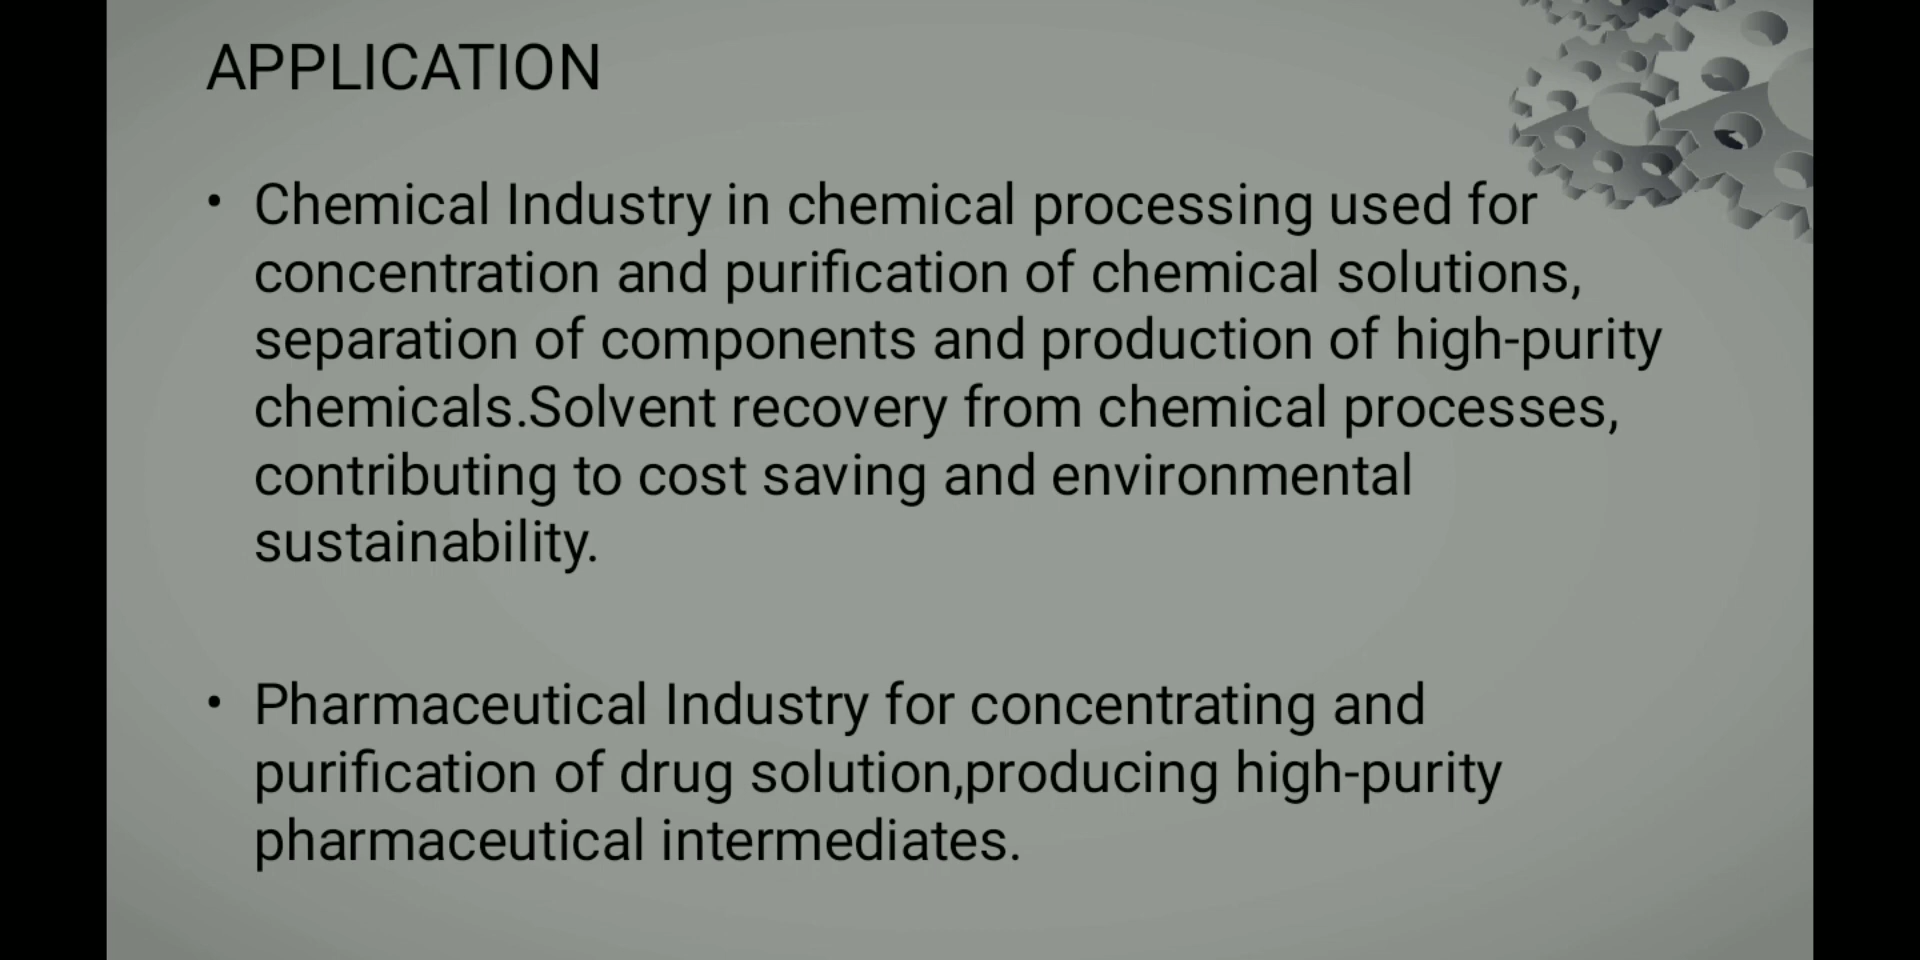 APPLICATION
• Chemical Industry in chemical processing used for
concentration and purification of chemical solutions,
separation of components and production of high-purity
chemicals.Solvent recovery from chemical processes,
contributing to cost saving and environmental
sustainability.
• Pharmaceutical Industry for concentrating and
purification of drug solution,producing high-purity
pharmaceutical intermediates.